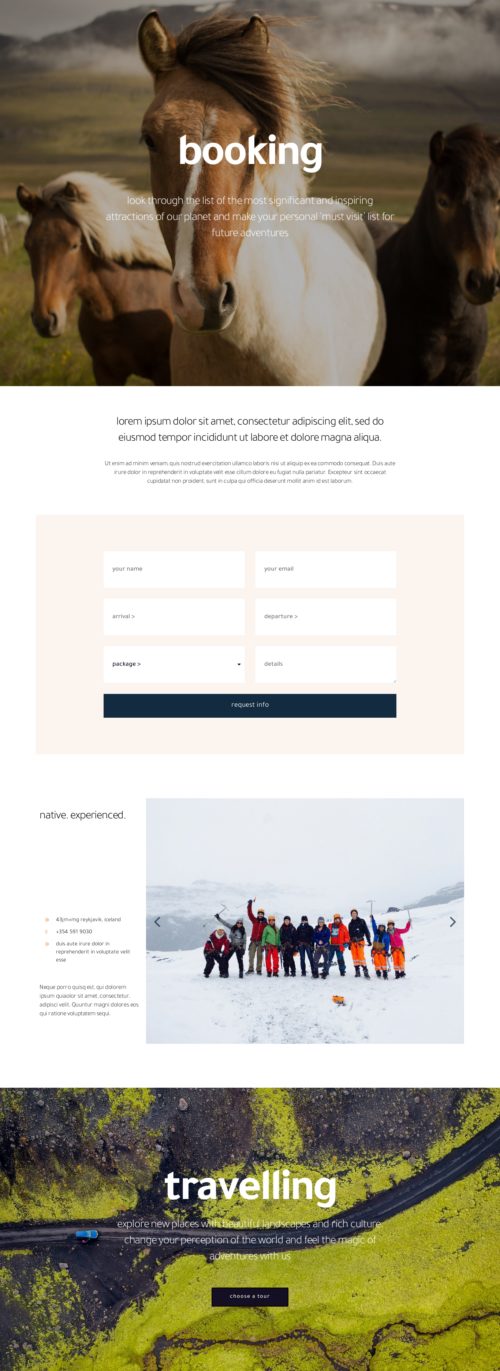 booking
look through the list of the most significant and inspiring
attractions of our planet and make your personal 'must visit' list for
future adventures
lorem ipsum dolor sit amet, consectetur adipiscing elit, sed do
eiusmod tempor incididunt ut labore et dolore magna aliqua.
Ut enim ad minim veniam, quis nostrud exercitation ullamco laboris nisi ut aliquip ex ea commodo consequat. Duis aute
irure dolor in reprehenderit in voluptate velit esse cillum dolore eu fugiat nulla pariatur. Excepteur sint occaecat
cupidatat non proident, sunt in culpa qui officia deserunt mollit anim id est laborum.
your name
your email
arrival >
departure >
package >
details
request info
native. experienced.
reykjavik, iceland
+354 591 9030
duis aute irure dolor in
reprehenderit in voluptate velit
esse
Neque porro quisq est, qui dolorem
ipsum quaolor sit amet, consectetur,
adipisci velit. Quuntur magni dolores eos
qui ratione voluptatem sequi.
travelling
explore new places with beautiful landscapes and rich culture,
change your perception of the world and feel the magic of
adventures with us
choose a tour